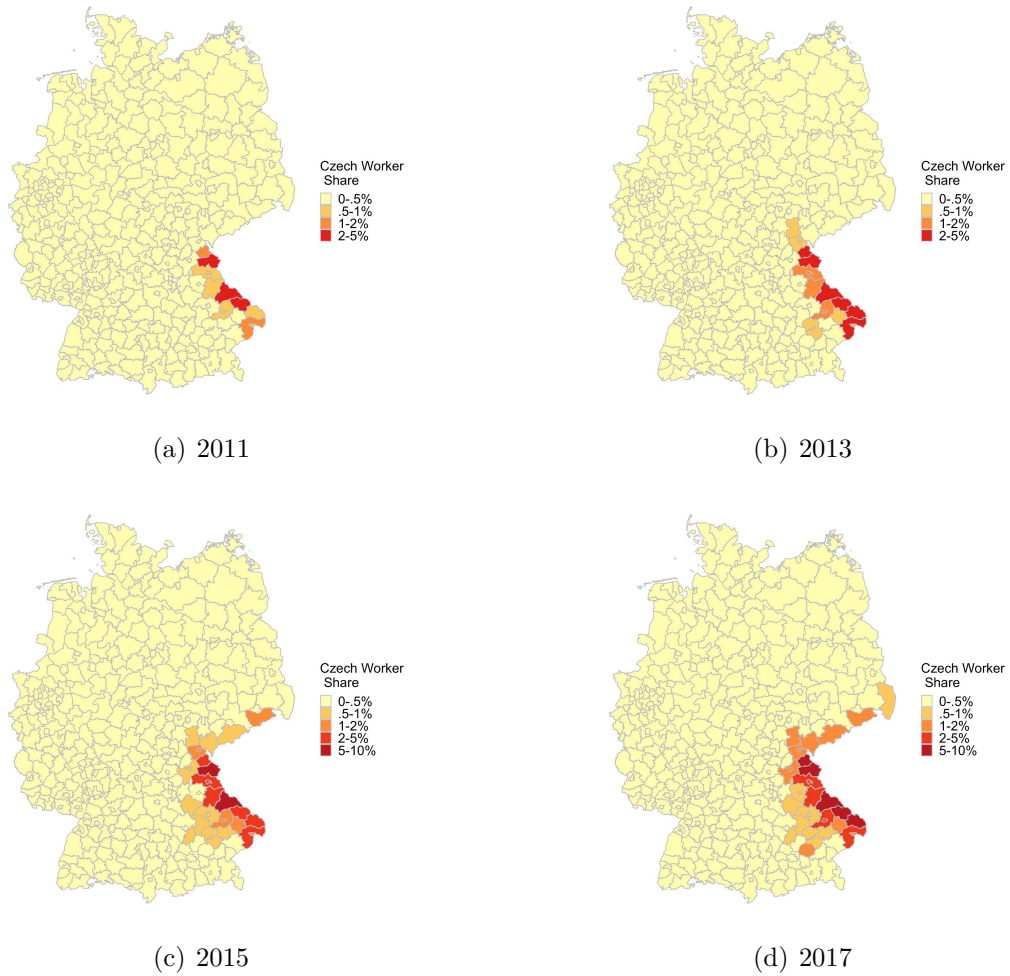 Czech Worker
Share
0-.5%
.5-1%
1-2%
2-5%
(a) 2011
Czech Worker
Share
0-.5%
.5-1%
1-2%
2-5%
(b) 2013
Czech Worker
Share
0-.5%
.5-1%
1-2%
2-5%
5-10%
(c) 2015
Czech Worker
Share
0-.5%
.5-1%
1-2%
2-5%
5-10%
(d) 2017